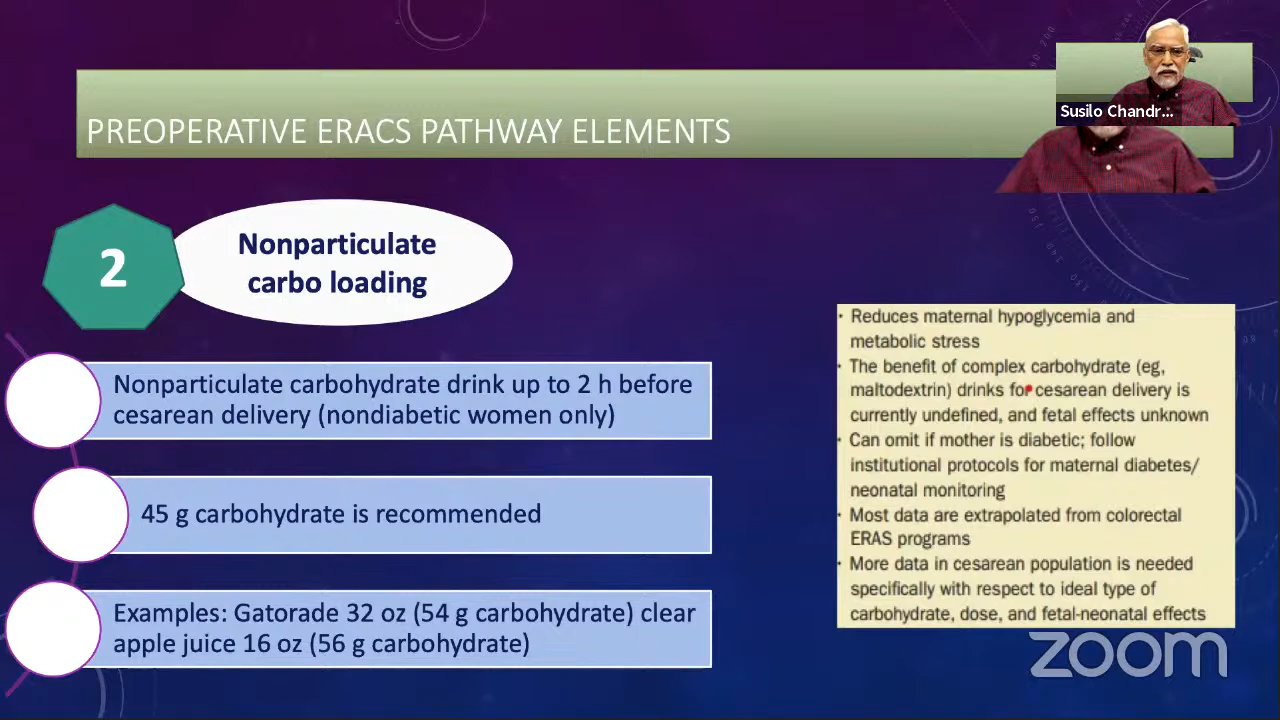 Susilo Chandr...
PREOPERATIVE ERACS PATHWAY ELEMENTS
2
Nonparticulate
carbo loading
Nonparticulate carbohydrate drink up to 2 h before
cesarean delivery (nondiabetic women only)
45 g carbohydrate is recommended
Examples: Gatorade 32 oz (54 g carbohydrate) clear
apple juice 16 oz (56 g carbohydrate)
• Reduces maternal hypoglycemia and
metabolic stress
• The benefit of complex carbohydrate (eg,
maltodextrin) drinks for cesarean delivery is
currently undefined, and fetal effects unknown
• Can omit if mother is diabetic; follow
institutional protocols for maternal diabetes/
neonatal monitoring
• Most data are extrapolated from colorectal
ERAS programs
• More data in cesarean population is needed
specifically with respect to ideal type of
carbohydrate, dose, and fetal-neonatal effects
zoom